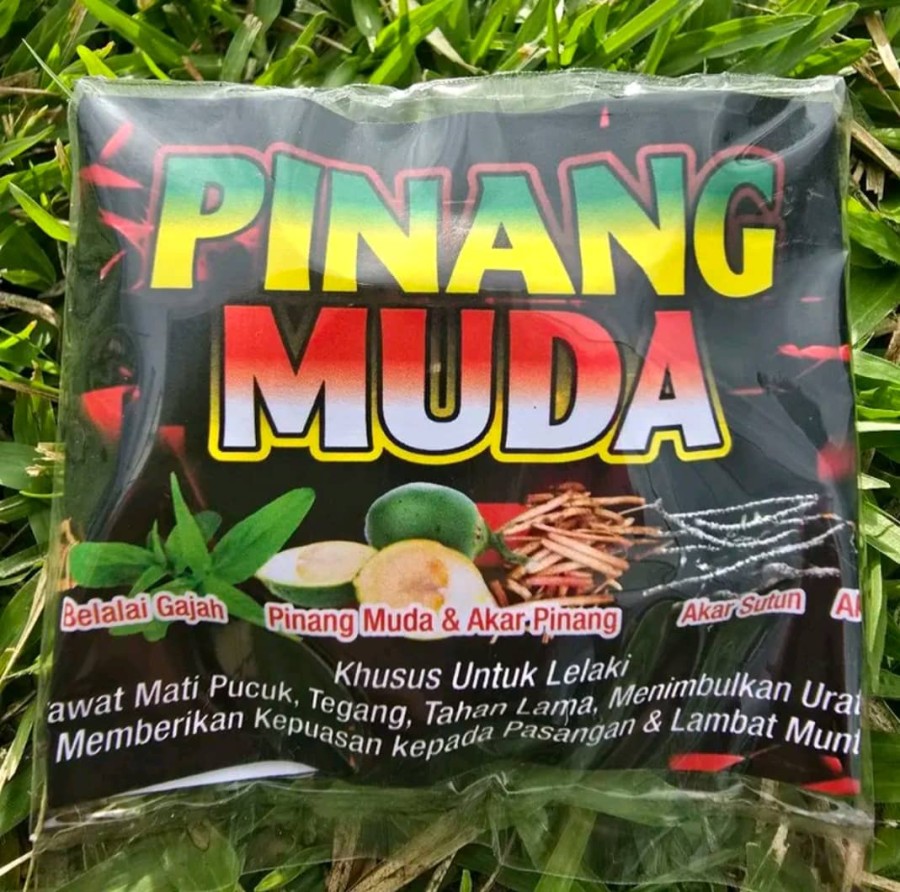 PINANG
MUDA
Belalai Gajah
Pinang Muda & Akar Pinang
Akar Sutun
Khusus Untuk Lelaki
awat Mati Pucuk, Tegang, Tahan Lama, Menimbulkan Urat
Memberikan Kepuasan kepada Pasangan & Lambat Munt